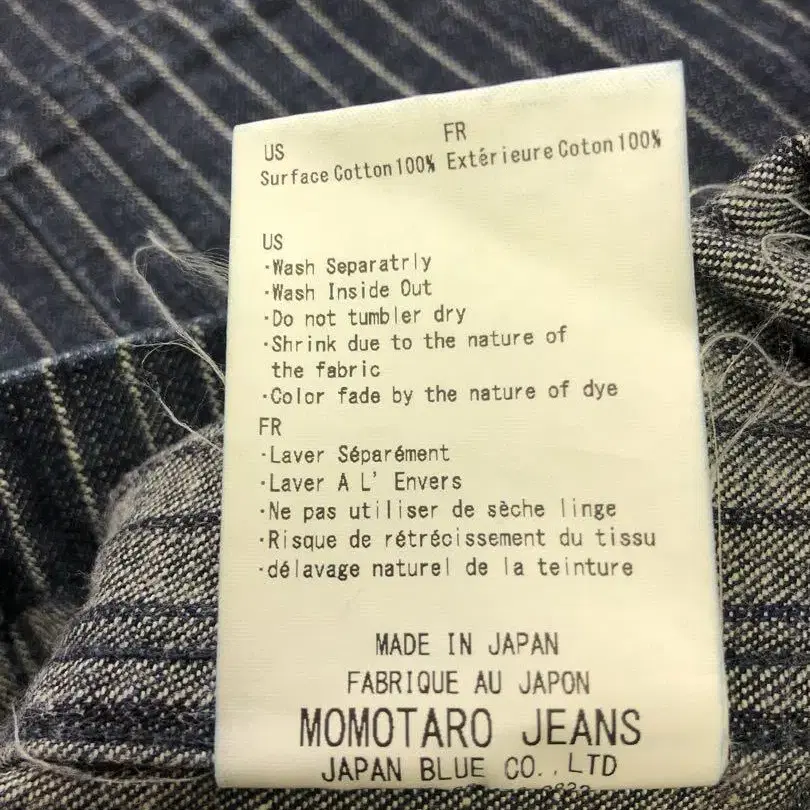 US
FR
Surface Cotton100% Extérieure Coton100%
US
·Wash Separatrly
·Wash Inside Out
·Do not tumbler dry
·Shrink due to the nature of
the fabric
·Color fade by the nature of dye
FR
·Laver Séparément
·Laver A L' Envers
·Ne pas utiliser de sèche linge
·Risque de rétrécissement du tissu
·délavage naturel de la teinture
MADE IN JAPAN
FABRIQUE AU JAPON
MOMOTARO JEANS
JAPAN BLUE CO.,LTD